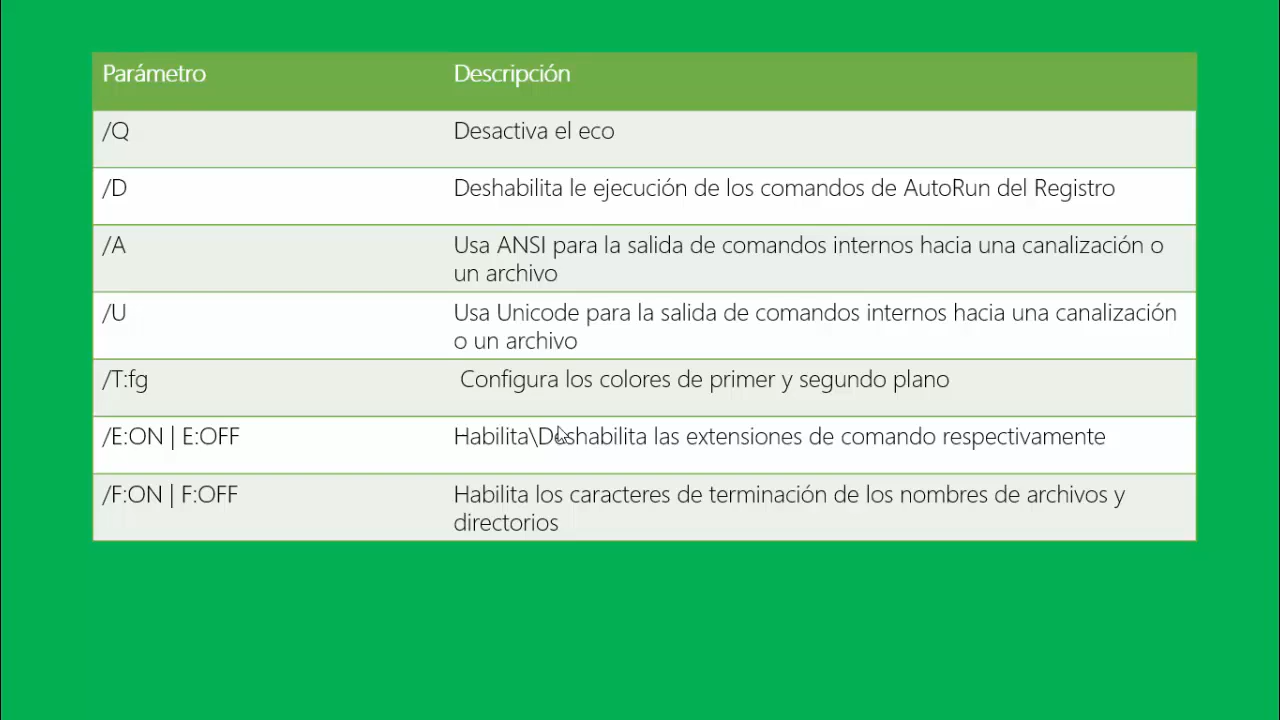 Parámetro Descripción
/Q Desactiva el eco
/D Deshabilita le ejecución de los comandos de AutoRun del Registro
/A Usa ANSI para la salida de comandos internos hacia una canalización o
un archivo
/U Usa Unicode para la salida de comandos internos hacia una canalización
o un archivo
/T:fg Configura los colores de primer y segundo plano
/E:ON | E:OFF Habilita\Deshabilita las extensiones de comando respectivamente
/F:ON | F:OFF Habilita los caracteres de terminación de los nombres de archivos y
directorios